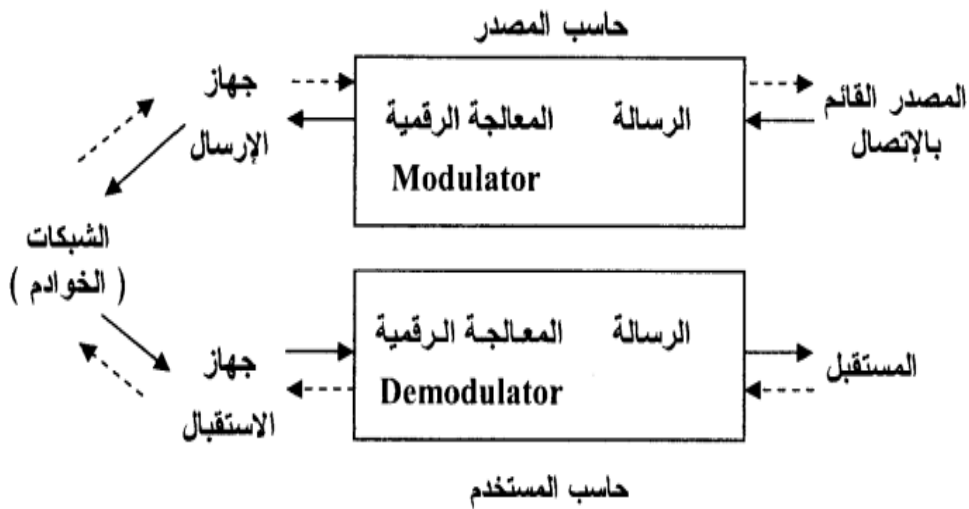 حاسب المصدر
المصدر القائم
بالإتصال
الرسالة المعالجة الرقمية
Modulator
جهاز
الإرسال
الشبكات
( الخوادم )
جهاز
الاستقبال
الرسالة المعالجة الرقمية
Demodulator
المستقبل
حاسب المستخدم